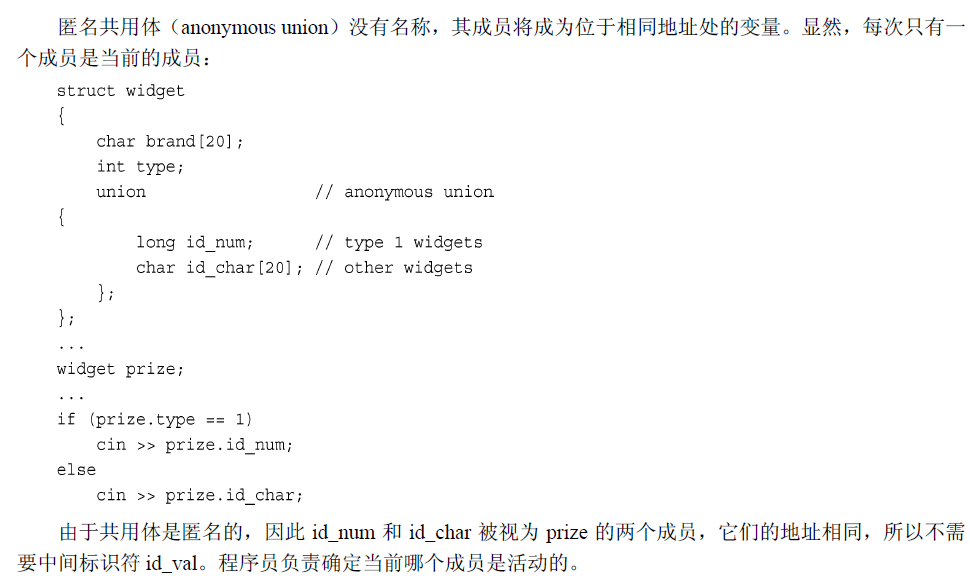 匿名共用体（anonymous union）没有名称，其成员将成为位于相同地址处的变量。显然，每次只有一
个成员是当前的成员：
struct widget
{
    char brand[20];
    int type;
    union                 // anonymous union
{
        long id_num;      // type 1 widgets
        char id_char[20]; // other widgets
    };
};
...
widget prize;
...
if (prize.type == 1)
    cin >> prize.id_num;
else
    cin >> prize.id_char;
由于共用体是匿名的，因此 id_num 和 id_char 被视为 prize 的两个成员，它们的地址相同，所以不需
要中间标识符 id_val。程序员负责确定当前哪个成员是活动的。